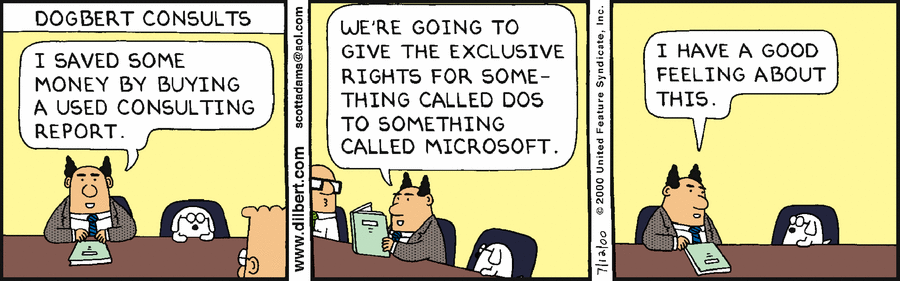 DOGBERT CONSULTS
I SAVED SOME
MONEY BY BUYING
A USED CONSULTING
REPORT.
www.dilbert.com
scottadams@aol.com
WE'RE GOING TO
GIVE THE EXCLUSIVE
RIGHTS FOR SOME-
THING CALLED DOS
TO SOMETHING
CALLED MICROSOFT.
7/12/00
© 2000 United Feature Syndicate, Inc.
I HAVE A GOOD
FEELING ABOUT
THIS.